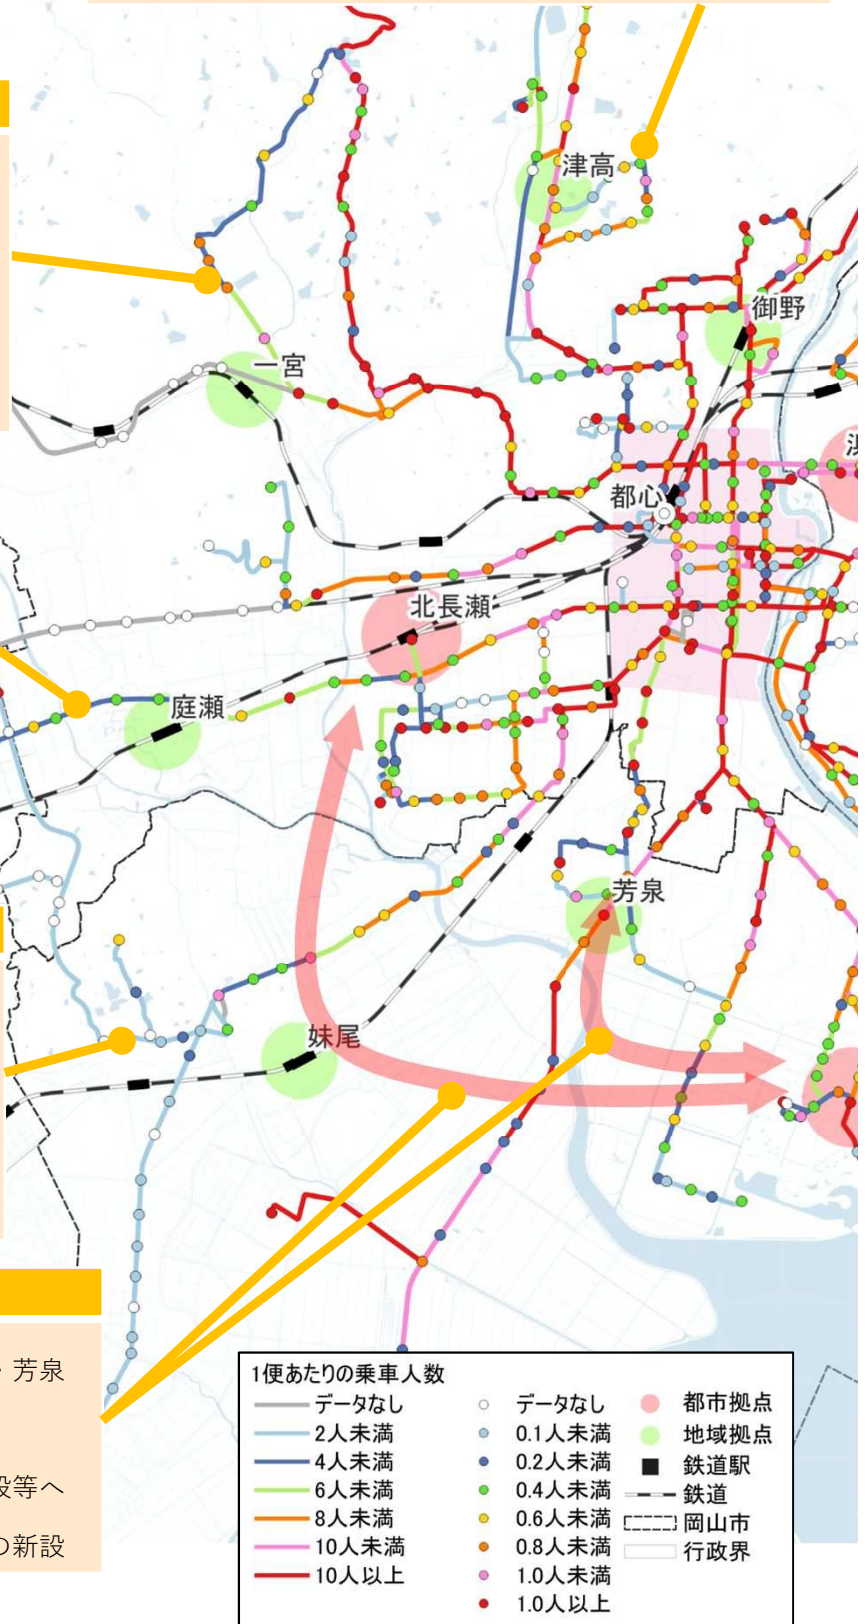 津高
御野
一宮
都心
北長瀬
庭瀬
芳泉
妹尾
芳泉
設等へ
の新設
1便あたりの乗車人数
データなし
2人未満
4人未満
6人未満
8人未満
10人未満
10人以上
データなし
0.1人未満
0.2人未満
0.4人未満
0.6人未満
0.8人未満
1.0人未満
1.0人以上
都市拠点
地域拠点
鉄道駅
鉄道
岡山市
行政界